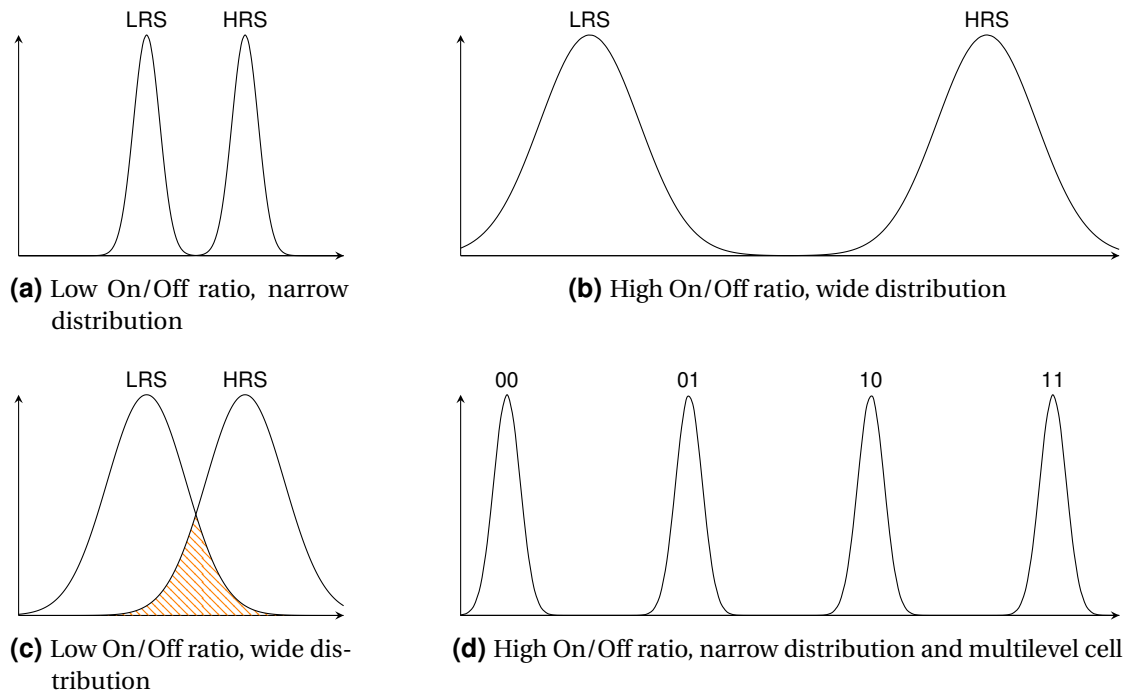 LRS HRS
LRS HRS
(a) Low On/Off ratio, narrow
distribution
(b) High On/Off ratio, wide distribution
LRS HRS
00 01 10 11
(c) Low On/Off ratio, wide dis-
tribution
(d) High On/Off ratio, narrow distribution and multilevel cell